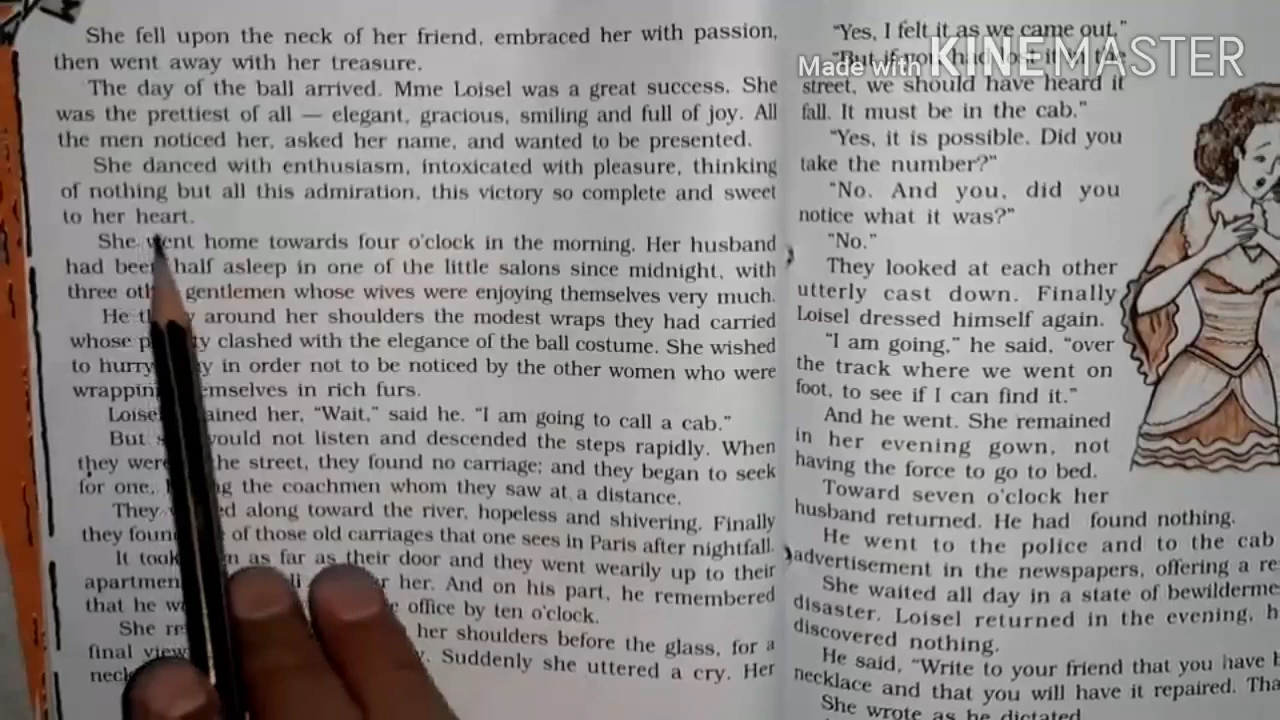 She fell upon the neck of her friend, embraced her with passion,
then went away with her treasure.
The day of the ball arrived. Mme Loisel was a great success. She
was the prettiest of all — elegant, gracious, smiling and full of joy. All
the men noticed her, asked her name, and wanted to be presented.
She danced with enthusiasm, intoxicated with pleasure, thinking
of nothing but all this admiration, this victory so complete and sweet
to her heart.
She went home towards four o'clock in the morning. Her husband
had been half asleep in one of the little salons since midnight, with
three gentlemen whose wives were enjoying themselves very much.
He around her shoulders the modest wraps they had carried
whose clashed with the elegance of the ball costume. She wished
to hurry in order not to be noticed by the other women who were
wrapping in rich furs.
Loisel her, "Wait," said he. "I am going to call a cab."
But would not listen and descended the steps rapidly. When
they were the street, they found no carriage; and they began to seek
for one, the coachmen whom they saw at a distance.
They along toward the river, hopeless and shivering. Finally
they found of those old carriages that one sees in Paris after nightfall.
It took as far as their door and they went wearily up to their
her. And on his part, he remembered
that he office by ten o'clock.
She her shoulders before the glass, for a
final view Suddenly she uttered a cry. Her
"Yes, I felt it as we came out."
street, we should have heard it
fall. It must be in the cab."
"Yes, it is possible. Did you
take the number?"
"No. And you, did you
notice what it was?"
"No."
They looked at each other
utterly cast down. Finally
Loisel dressed himself again.
"I am going," he said, "over
the track where we went on
foot, to see if I can find it."
And he went. She remained
in her evening gown, not
having the force to go to bed.
Toward seven o'clock her
husband returned. He had found nothing.
He went to the police and to the cab
advertisement in the newspapers, offering a
She waited all day in a state of
disaster. Loisel returned in the evening,
discovered nothing.
He said, "Write to your friend that you have
necklace and that you will have it repaired.
She wrote as he dictated.
Made with KINEMASTER